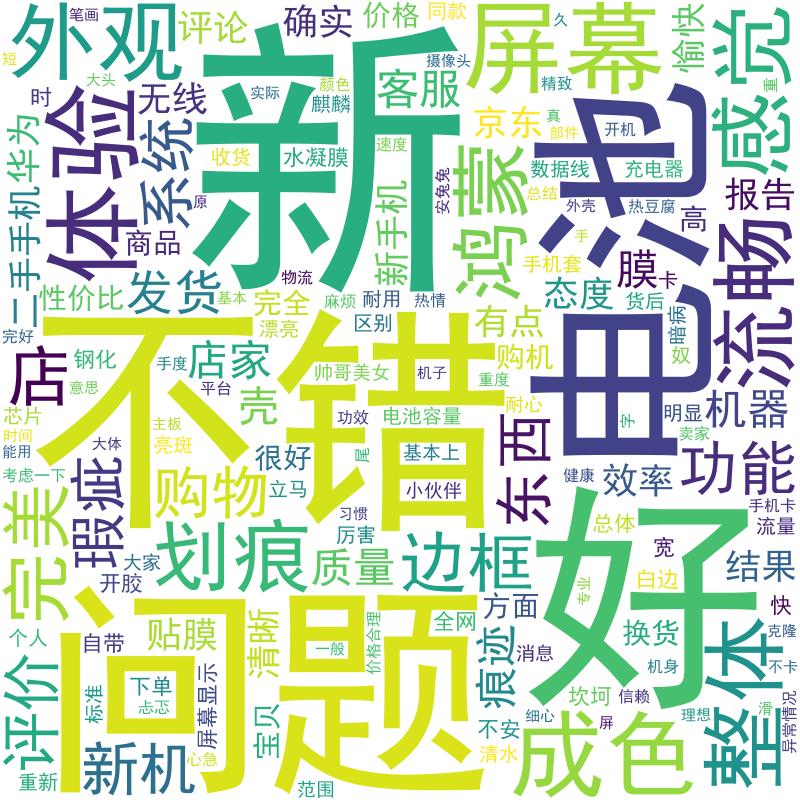 新
不错
问题
好
电池
屏幕
外观
体验
感觉
流畅
鸿蒙
整体
成色
边框
划痕
购物
完美
东西
功能
评价
新机
系统
店
店家
发货
瑕疵
质量
客服
机器
效率
报告
结果
新手机
二手手机
华为
评论
确实
价格
同款
愉快
笔画
短
大头
时
无线
颜色
麒麟
实际
摄像头
久
精致
重
京东
真
部件
开机
收货
水凝膜
速度
安兔兔
数据线
充电器
总结
外壳
热豆腐
原
商品
手
高
手机套
膜
卡
性价比
基本
完全
物流
麻烦
耐用
热情
态度
货后
暗病
完好
漂亮
区别
有点
购机
奴
钢化
手度
平台
帅哥美女
机子
重度
意思
壳
耐心
芯片
时间
能用
主板
亮斑
功效
电池容量
字
明显
卖家
大体
很好
尾
基本上
考虑一下
立马
小伙伴
健康
手机卡
流量
习惯
厉害
总体
宽
大家
开胶
专业
白边
快
个人
自带
贴膜
清晰
一般
价格合理
全网
方面
换货
克隆
机身
不卡
下单
忐忑
标准
屏幕显示
痕迹
消息
坎坷
信赖
宝贝
不安
细心
屏
理想
滑
异常情况
重新
心急
范围
清水